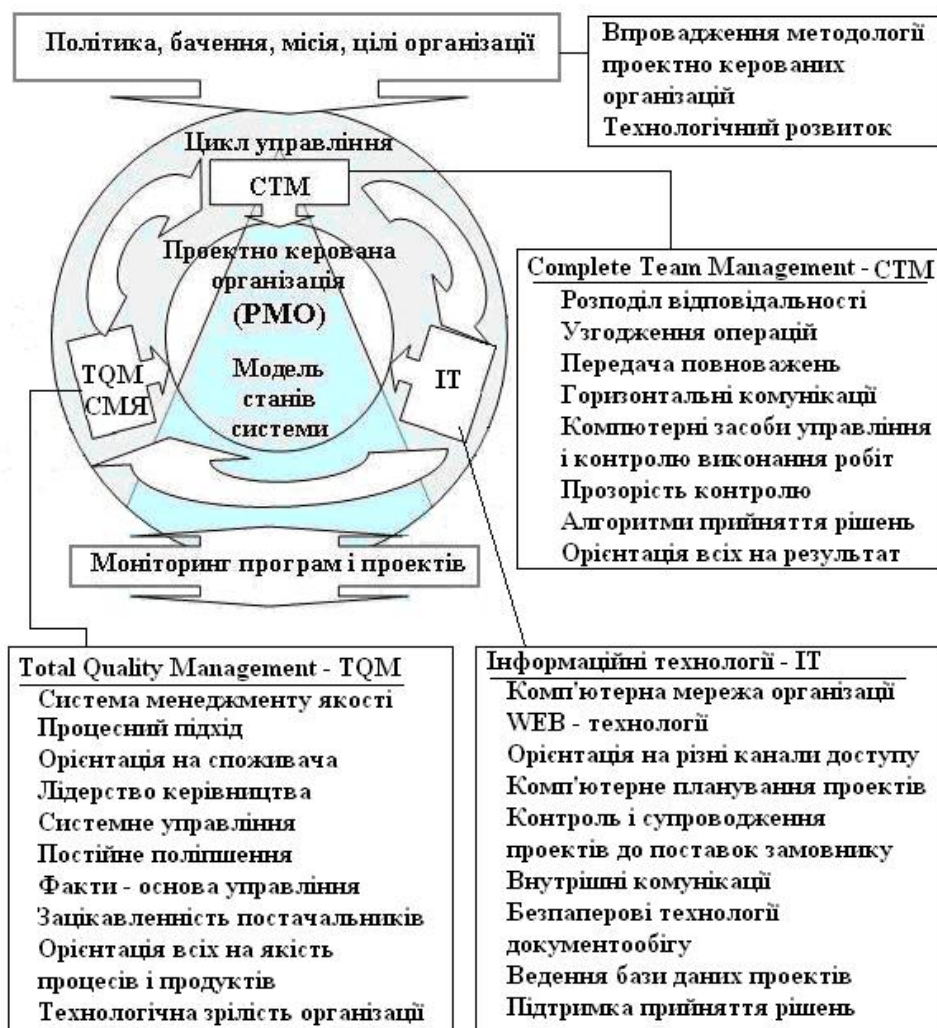 Політика, бачення, місія, цілі організації
Впровадження методології
проектно керованих
організацій
Технологічний розвиток
Цикл управління
СТМ
Проектно керована
організація
(РМО)
Модель
станів
системи
TQM
СМЯ
ІТ
Моніторинг програм і проектів
Complete Team Management - СТМ
Розподіл відповідальності
Узгодження операцій
Передача повноважень
Горизонтальні комунікації
Компютерні засоби управління
і контролю виконання робіт
Прозорість контролю
Алгоритми прийняття рішень
Орієнтація всіх на результат
Total Quality Management - TQM
Система менеджменту якості
Процесний підхід
Орієнтація на споживача
Лідерство керівництва
Системне управління
Постійне поліпшення
Факти - основа управління
Зацікавленність постачальників
Орієнтація всіх на якість
процесів і продуктів
Технологічна зрілість організації
Інформаційні технології - ІТ
Комп'ютерна мережа організації
WEB - технології
Орієнтація на різні канали доступу
Комп'ютерне планування проектів
Контроль і супроводження
проектів до поставок замовнику
Внутрішні комунікації
Безпаперові технології
документообігу
Ведення бази даних проектів
Підтримка прийняття рішень